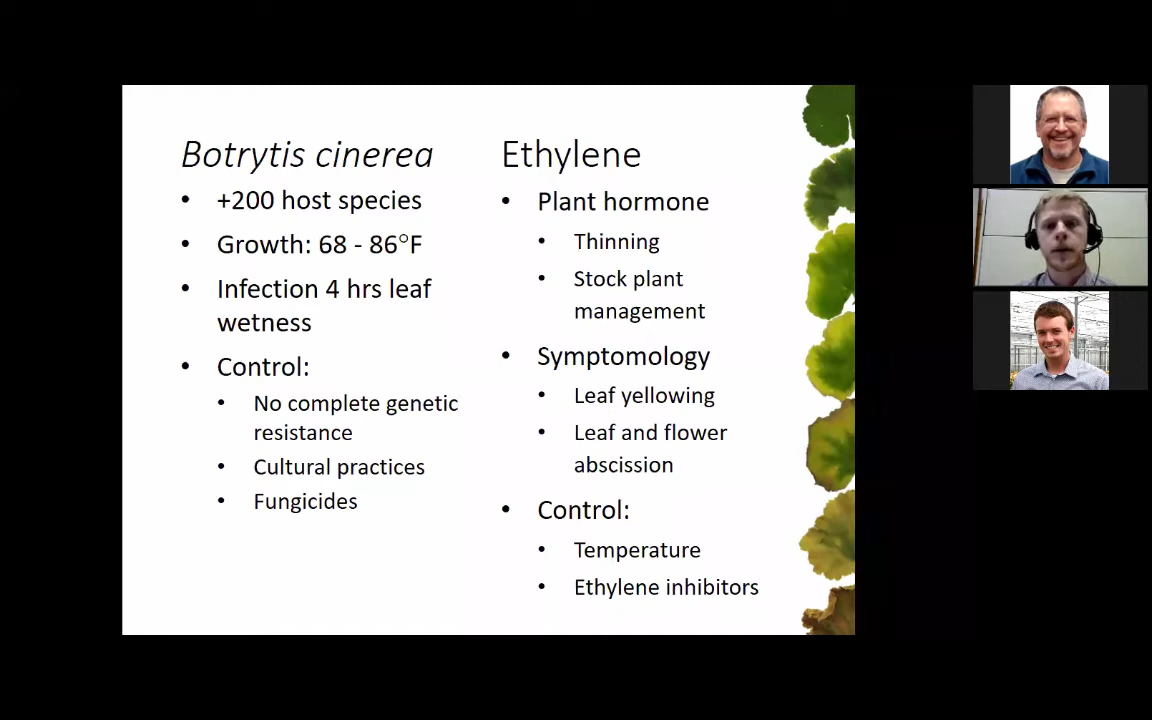 Botrytis cinerea
+200 host species
Growth: 68 - 86°F
Infection 4 hrs leaf
wetness
Control:
No complete genetic
resistance
Cultural practices
Fungicides
Ethylene
Plant hormone
Thinning
Stock plant
management
Symptomology
Leaf yellowing
Leaf and flower
abscission
Control:
Temperature
Ethylene inhibitors